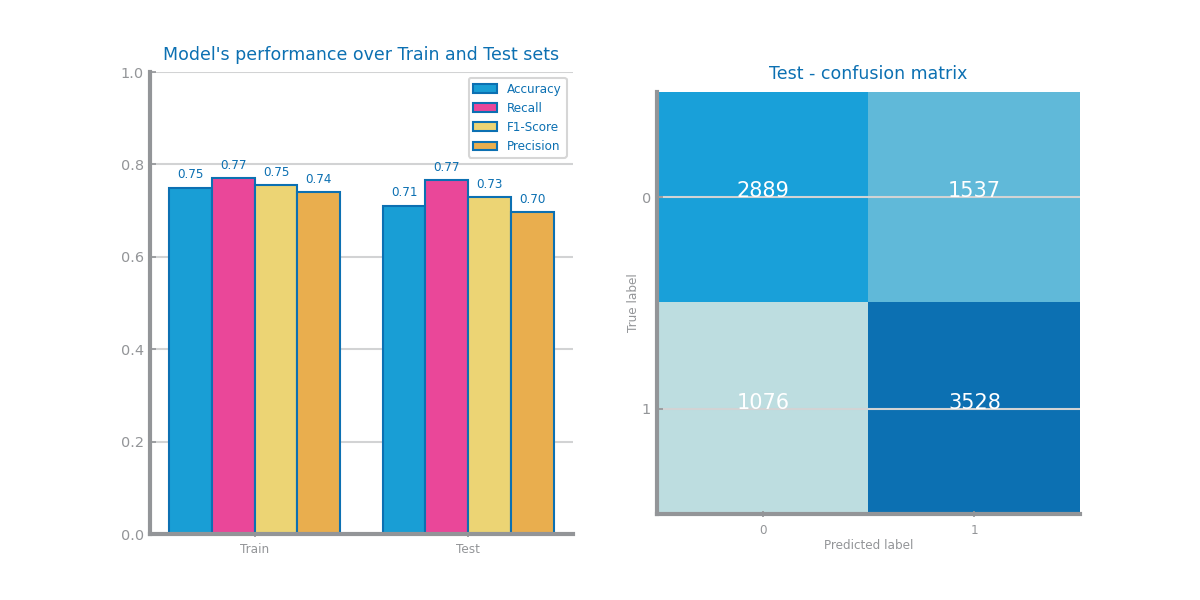 Model's performance over Train and Test sets
1.0
0.8
0.6
0.4
0.2
0.0
Accuracy
Recall
F1-Score
Precision
0.75
0.77
0.75
0.74
0.71
0.77
0.73
0.70
Train
Test
Test - confusion matrix
True label
0
2889
1537
1
1076
3528
0
1
Predicted label